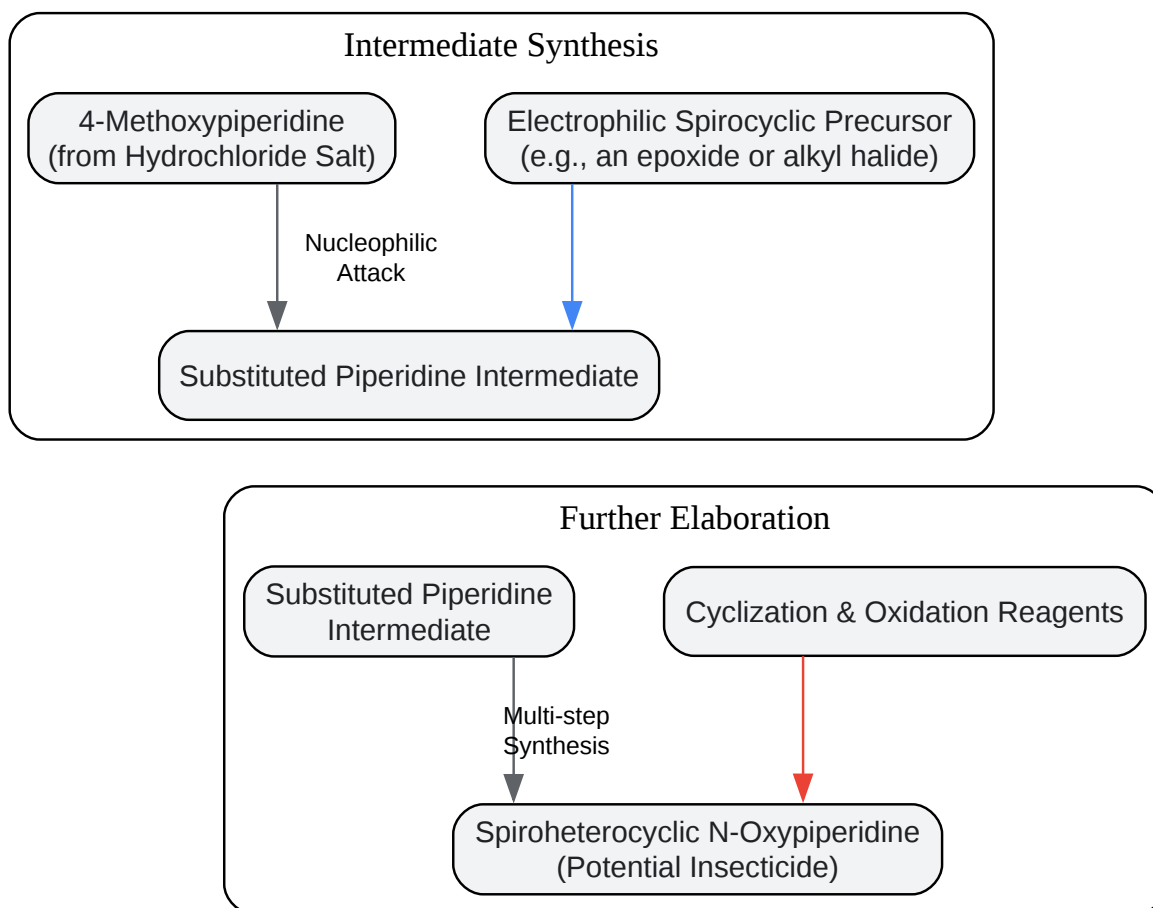 Intermediate Synthesis
4-Methoxypiperidine
(from Hydrochloride Salt)
Electrophilic Spirocyclic Precursor
(e.g., an epoxide or alkyl halide)
Nucleophilic
Attack
Substituted Piperidine Intermediate
Further Elaboration
Substituted Piperidine
Intermediate
Cyclization & Oxidation Reagents
Multi-step
Synthesis
Spiroheterocyclic N-Oxypiperidine
(Potential Insecticide)